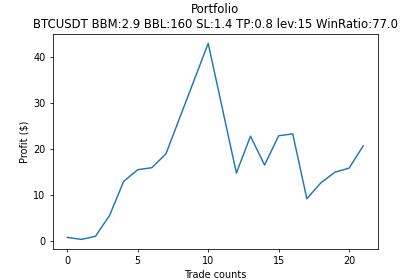 Portfolio
BTCUSDT BBM:2.9 BBL:160 SL:1.4 TP:0.8 lev:15 WinRatio:77.0
40
30
20
10
0
Profit ($)
0 5 10 15 20
Trade counts